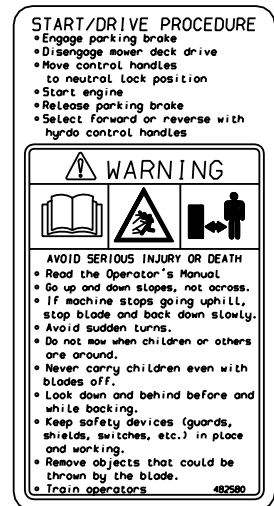 START/DRIVE PROCEDURE
• Engage parking brake
• Disengage mower deck drive
• Move control handles
to neutral lock position
• Start engine
• Release parking brake
• Select forward or reverse with
hyrdo control handles
WARNING
AVOID SERIOUS INJURY OR DEATH
• Read the Operator's Manual
• Go up and down slopes, not across.
• If machine stops going uphill,
stop blade and back down slowly.
• Avoid sudden turns.
• Do not mow when children or others
are around.
• Never carry children even with
blades off.
• Look down and behind before and
while backing.
• Keep safety devices (guards,
shields, switches, etc.) in place
and working.
• Remove objects that could be
thrown by the blade.
• Train operators 482580